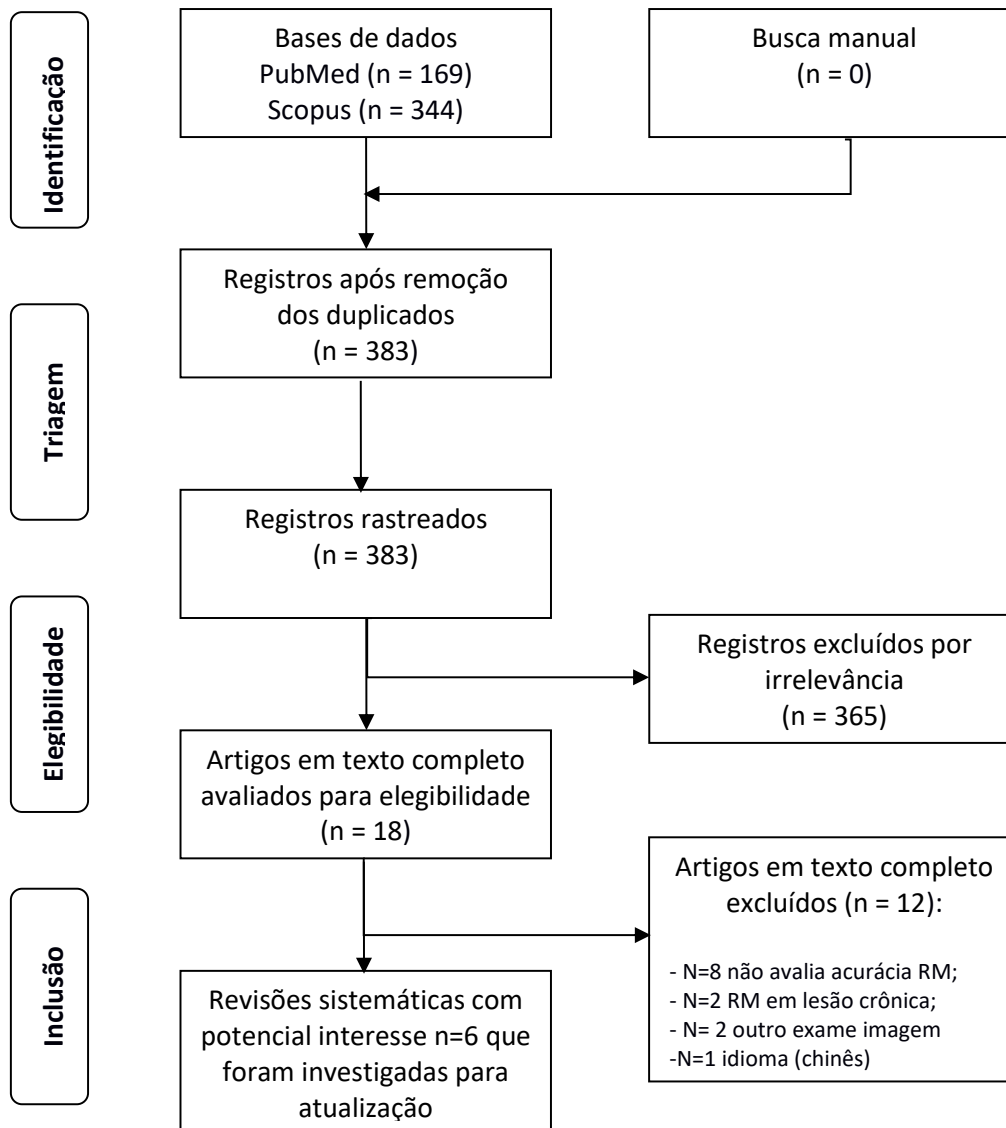 Identificação
Bases de dados
PubMed (n = 169)
Scopus (n = 344)
Busca manual
(n = 0)
Triagem
Registros após remoção
dos duplicados
(n = 383)
Registros rastreados
(n = 383)
Elegibilidade
Registros excluídos por
irrelevância
(n = 365)
Artigos em texto completo
avaliados para elegibilidade
(n = 18)
Inclusão
Artigos em texto completo
excluídos (n = 12):
- N=8 não avalia acurácia RM;
- N=2 RM em lesão crônica;
- N= 2 outro exame imagem
-N=1 idioma (chinês)
Revisões sistemáticas com
potencial interesse n=6 que
foram investigadas para
atualização